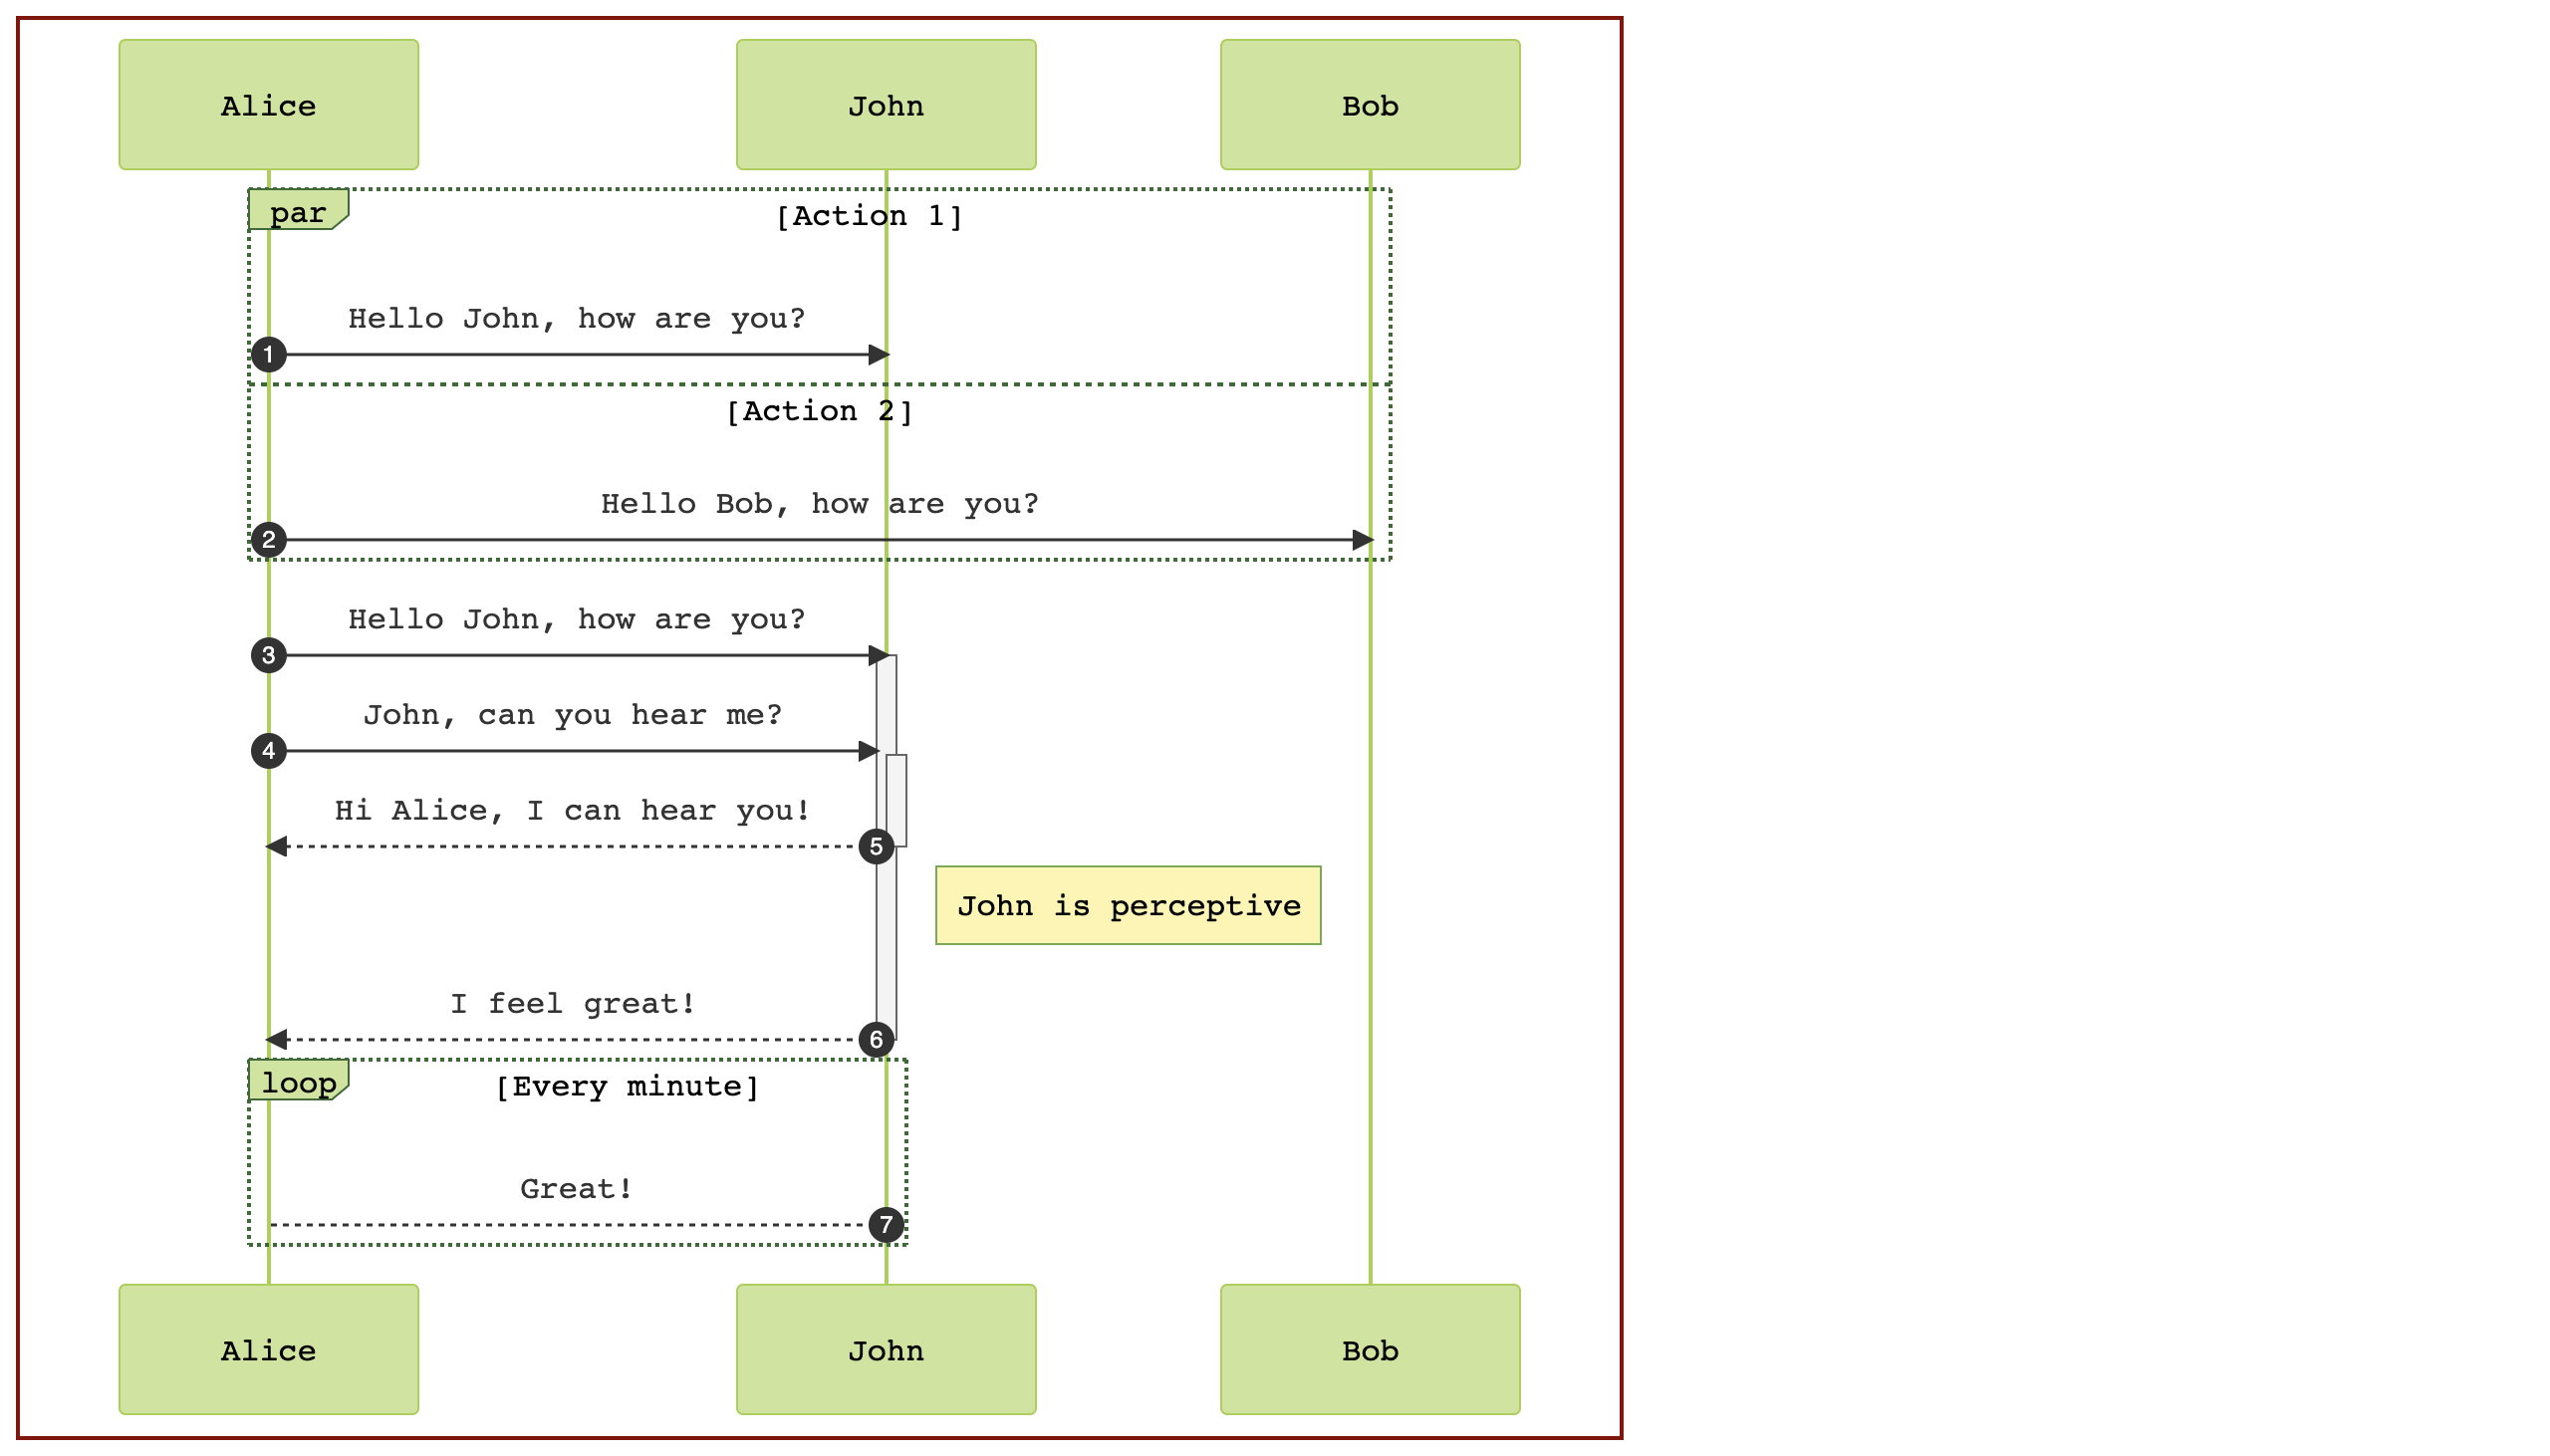 Alice
John
Bob
par
[Action 1]
Hello John, how are you?
1
[Action 2]
Hello Bob, how are you?
2
Hello John, how are you?
3
John, can you hear me?
4
Hi Alice, I can hear you!
5
John is perceptive
I feel great!
6
loop
[Every minute]
Great!
7
Alice
John
Bob